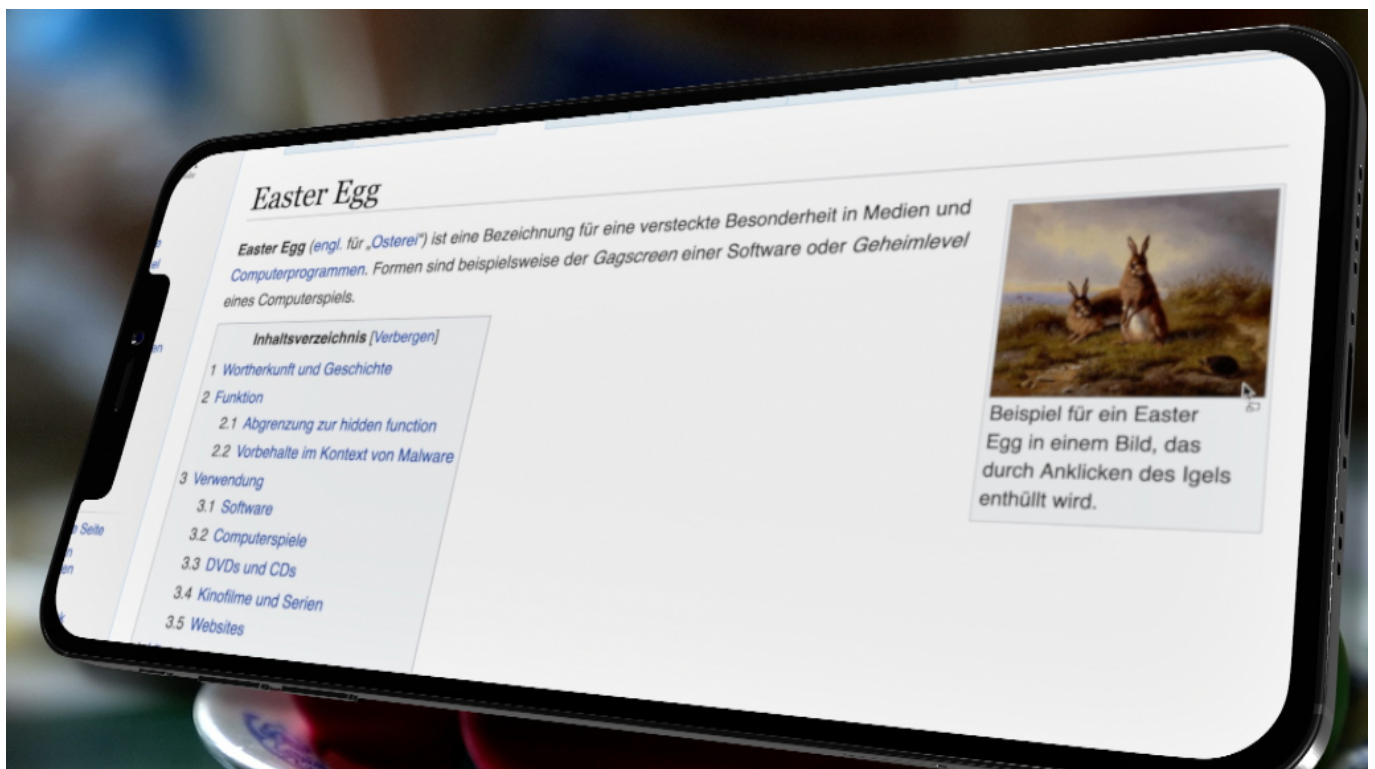 Easter Egg
Easter Egg (engl. für „Osterei“) ist eine Bezeichnung für eine versteckte Besonderheit in Medien und
Computerprogrammen. Formen sind beispielsweise der Gagscreen einer Software oder Geheimlevel
eines Computerspiels.
Inhaltsverzeichnis [Verbergen]
1 Wortherkunft und Geschichte
2 Funktion
2.1 Abgrenzung zur hidden function
2.2 Vorbehalte im Kontext von Malware
3 Verwendung
3.1 Software
3.2 Computerspiele
3.3 DVDs und CDs
3.4 Kinofilme und Serien
3.5 Websites
Beispiel für ein Easter
Egg in einem Bild, das
durch Anklicken des Igels
enthüllt wird.
Seite